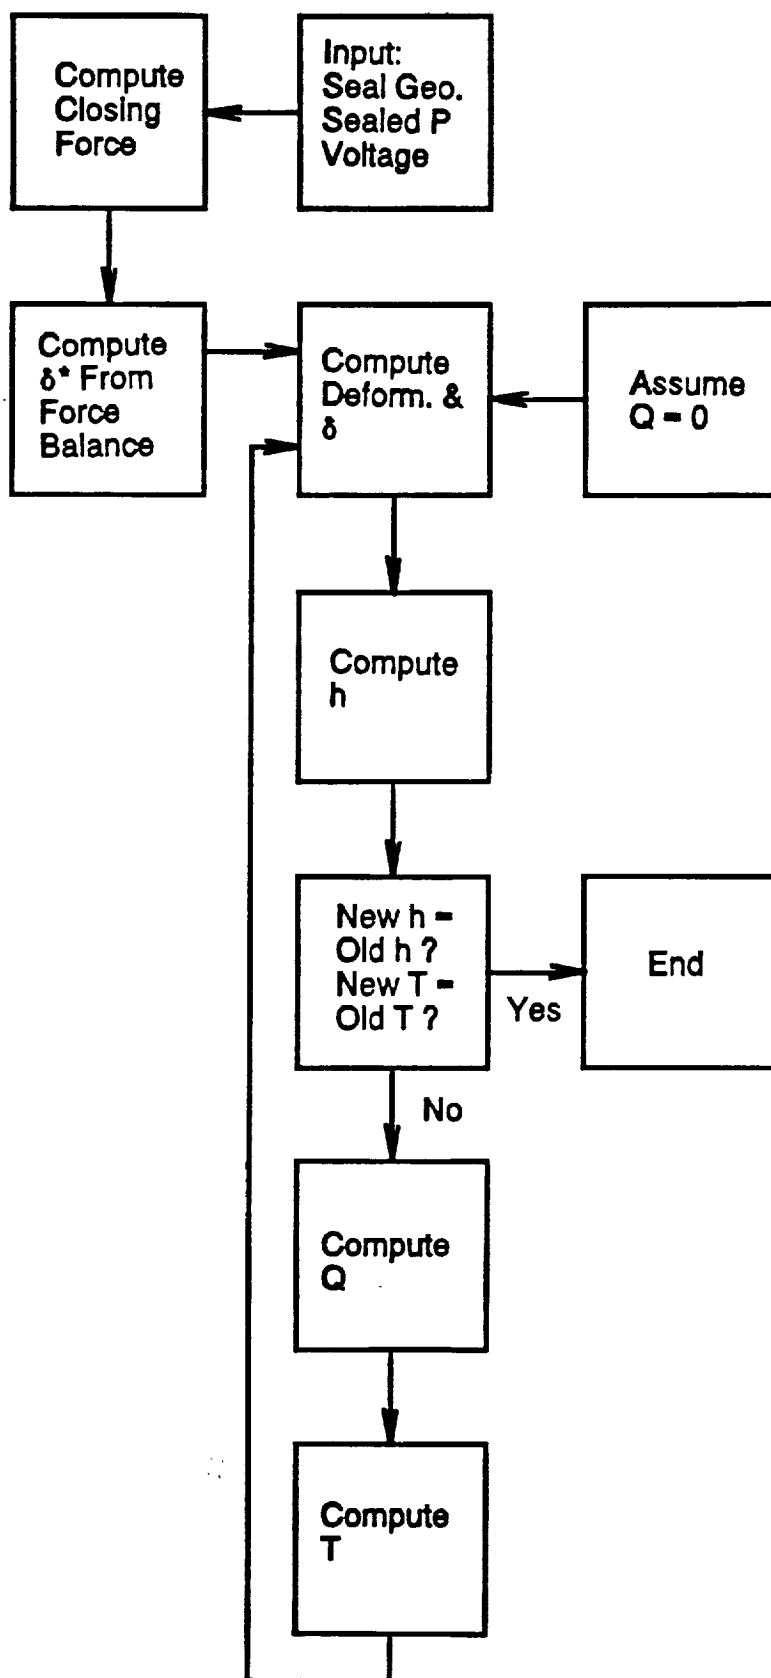 Compute
Closing
Force
Input:
Seal Geo.
Sealed P
Voltage
Compute
δ* From
Force
Balance
Compute
Deform. &
δ
Assume
Q = 0
Compute
h
New h =
Old h ?
New T =
Old T ?
Yes
End
No
Compute
Q
Compute
T